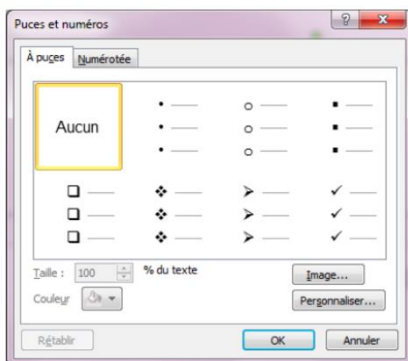 Puces et numéros
À puces Numérotée
Aucun
Taille : 100 % du texte Image...
Couleur Personnaliser...
Rétablir OK Annuler